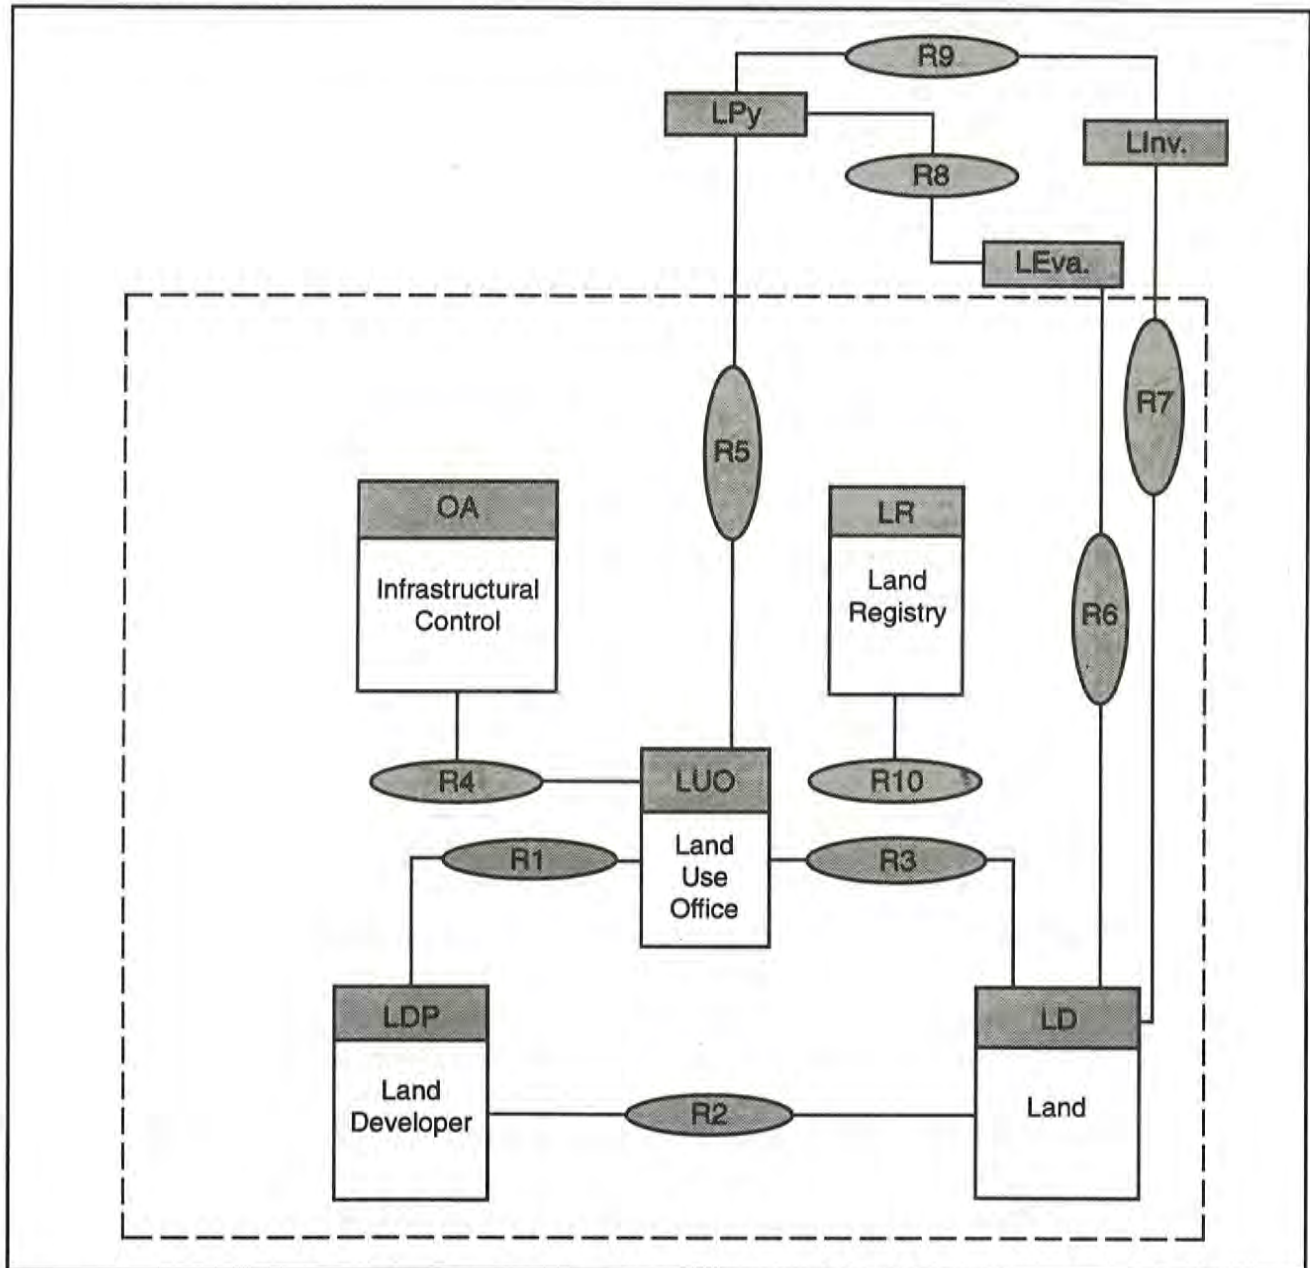 R9
LPy
LInv.
R8
LEva.
R7
R5
OA
LR
Infrastructural
Control
Land
Registry
R6
R4
LUO
R10
Land
Use
Office
R1
R3
LDP
LD
Land
Developer
R2
Land